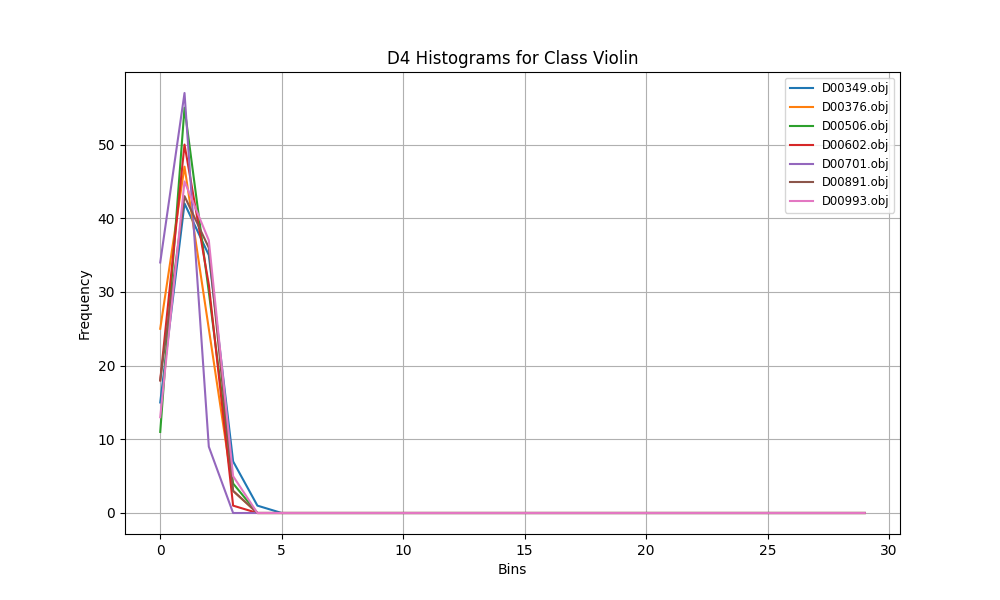 D4 Histograms for Class Violin
D00349.obj
D00376.obj
D00506.obj
D00602.obj
D00701.obj
D00891.obj
D00993.obj
Frequency
50
40
30
20
10
0
0 5 10 15 20 25 30
Bins